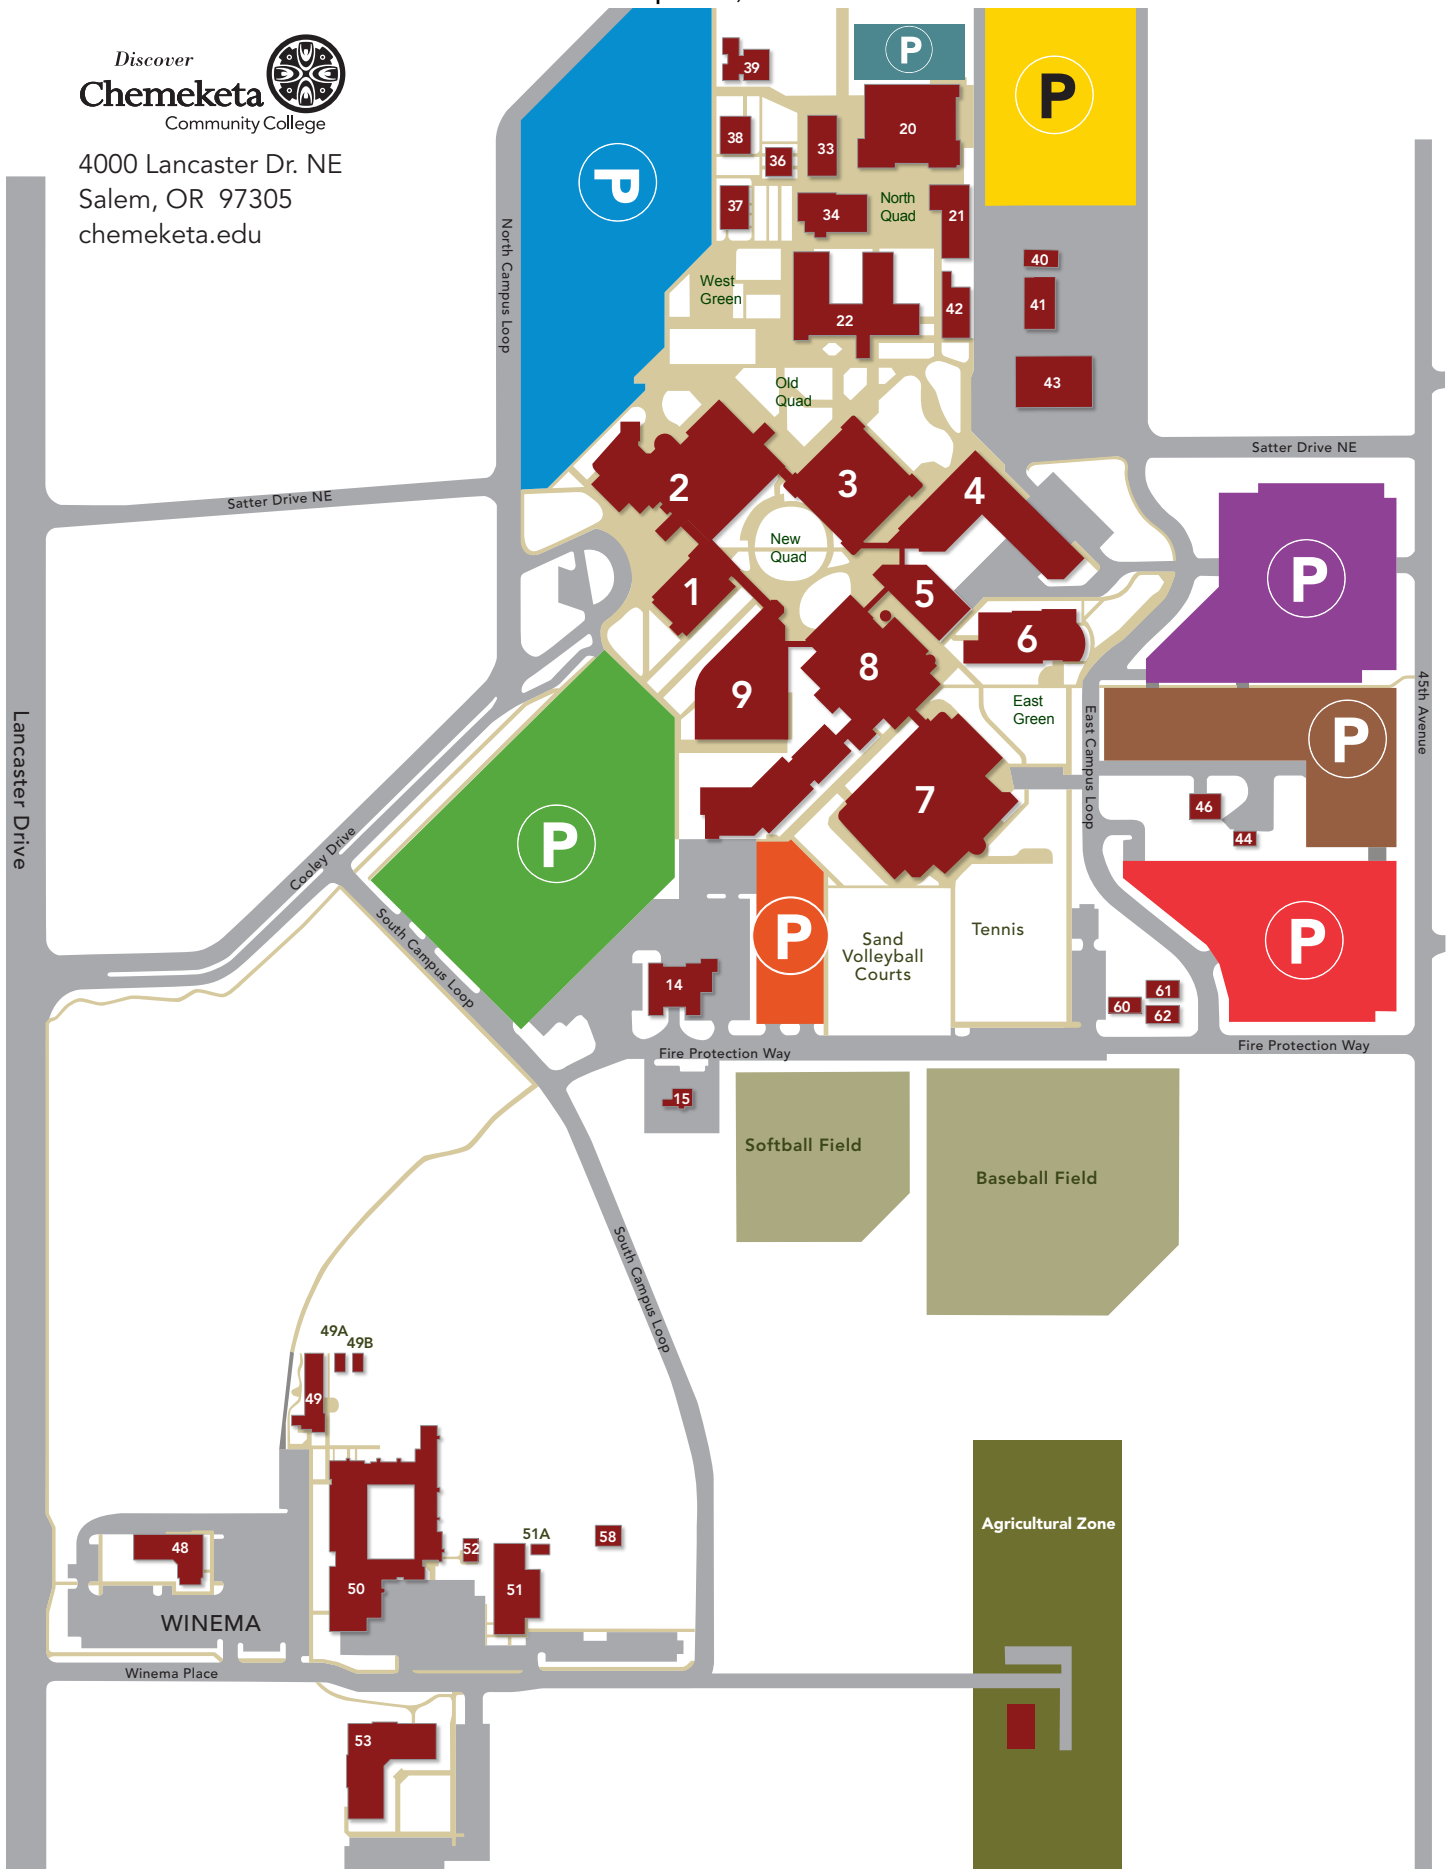 Discover
Chemeketa
Community College
4000 Lancaster Dr. NE
Salem, OR 97305
chemeketa.edu
P
39
P
P
20
38
33
36
37
34
North
Quad
21
North Campus Loop
40
West
Green
41
42
22
43
Old
Quad
Satter Drive NE
2
3
4
Satter Drive NE
New
Quad
P
1
5
6
8
9
East
Green
45th Avenue
Lancaster Drive
East Campus Loop
P
7
46
44
P
Cooley Drive
South Campus Loop
P
Sand
Volleyball
Courts
Tennis
P
14
61
60
62
Fire Protection Way
Fire Protection Way
15
Softball Field
Baseball Field
South Campus Loop
49A
49B
49
Agricultural Zone
51A
58
48
52
50
51
WINEMA
Winema Place
53
P